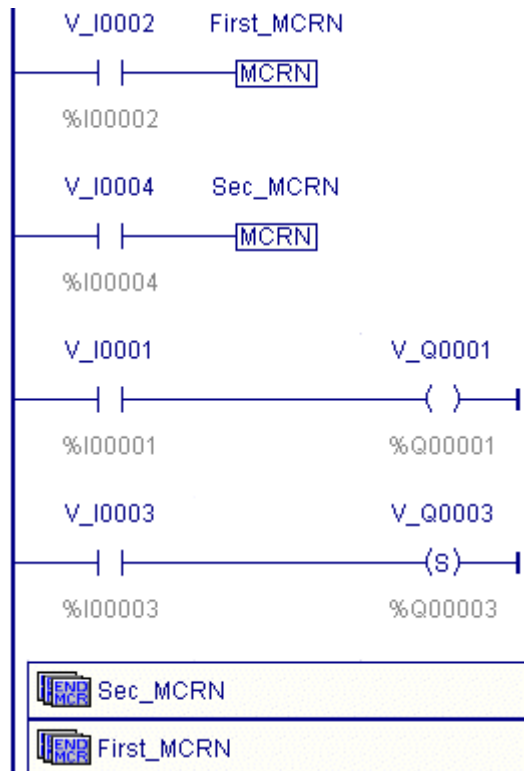 V_I0002 First_MCRN
MCRN
%I00002
V_I0004 Sec_MCRN
MCRN
%I00004
V_I0001 V_Q0001
( )
%I00001 %Q00001
V_I0003 V_Q0003
(S)
%I00003 %Q00003
END MCR Sec_MCRN
END MCR First_MCRN